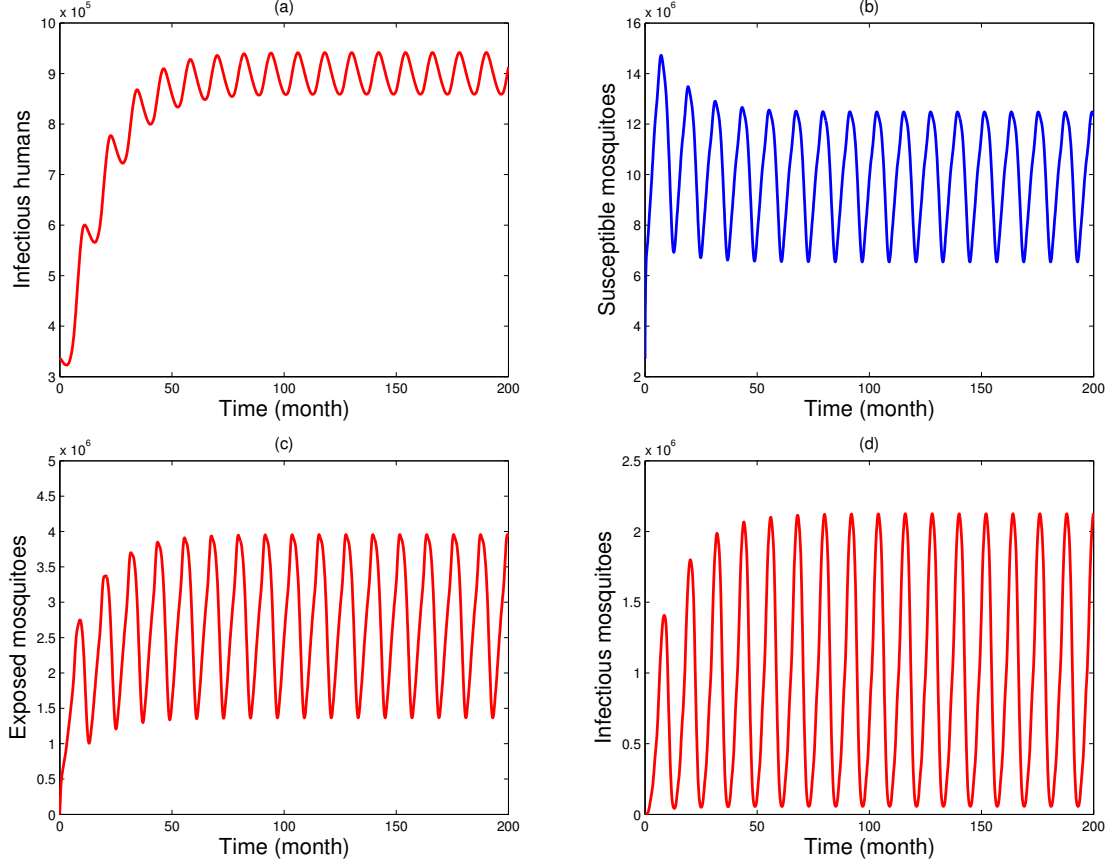 (a)
x 10^5
10
9
8
7
6
5
4
3
0 50 100 150 200
Infectious humans
Time (month)
(b)
x 10^6
16
14
12
10
8
6
4
2
0 50 100 150 200
Susceptible mosquitoes
Time (month)
(c)
x 10^6
5
4.5
4
3.5
3
2.5
2
1.5
1
0.5
0
0 50 100 150 200
Exposed mosquitoes
Time (month)
(d)
x 10^6
2.5
2
1.5
1
0.5
0
0 50 100 150 200
Infectious mosquitoes
Time (month)